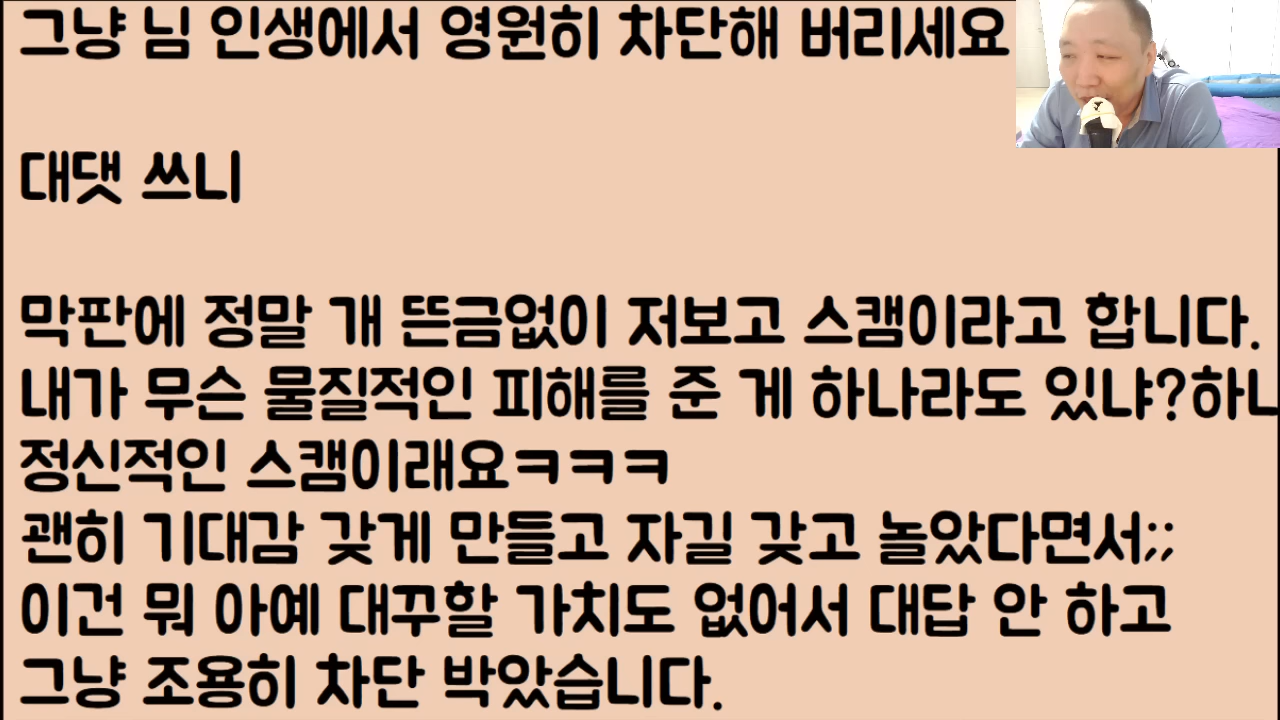 그냥 님 인생에서 영원히 차단해 버리세요
대댓 쓰니
막판에 정말 개 뜬금없이 저보고 스캠이라고 합니다.
내가 무슨 물질적인 피해를 준 게 하나라도 있냐?하
정신적인 스캠이래요ㅋㅋㅋ
괜히 기대감 갖게 만들고 자길 갖고 놀았다면서;;
이건 뭐 아예 대꾸할 가치도 없어서 대답 안 하고
그냥 조용히 차단 박았습니다.